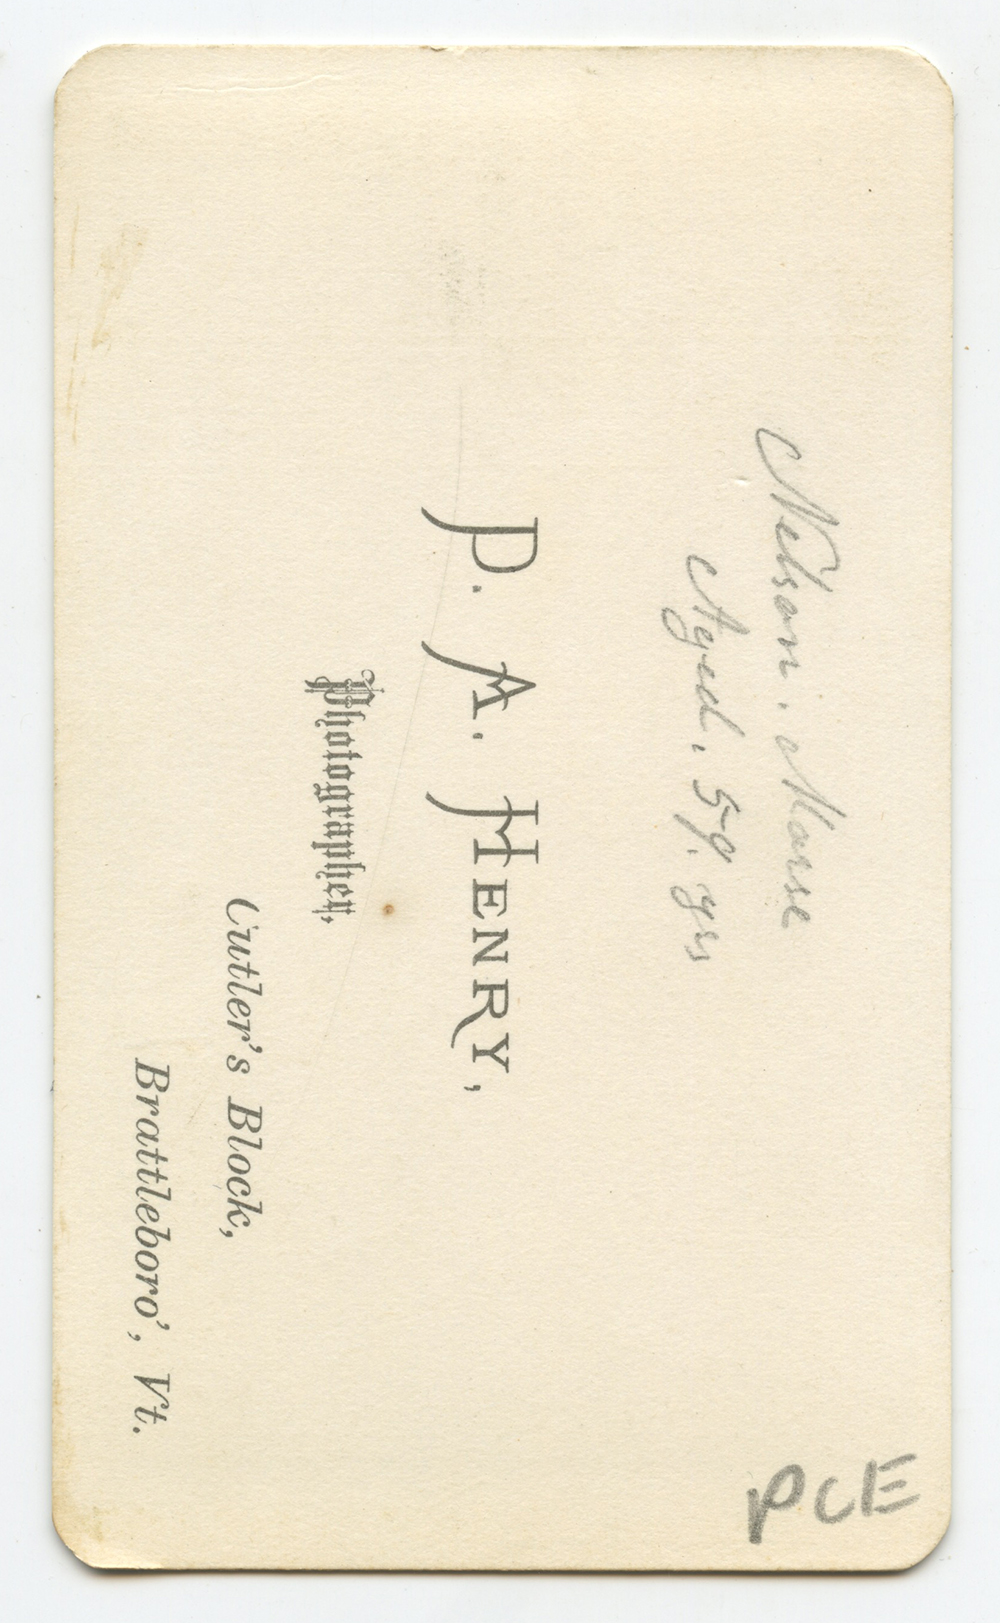 Nelson. Morse
Aged. 59. yrs
P. A. HENRY,
Photographer,
Cutler's Block,
Brattleboro', Vt.
PCE